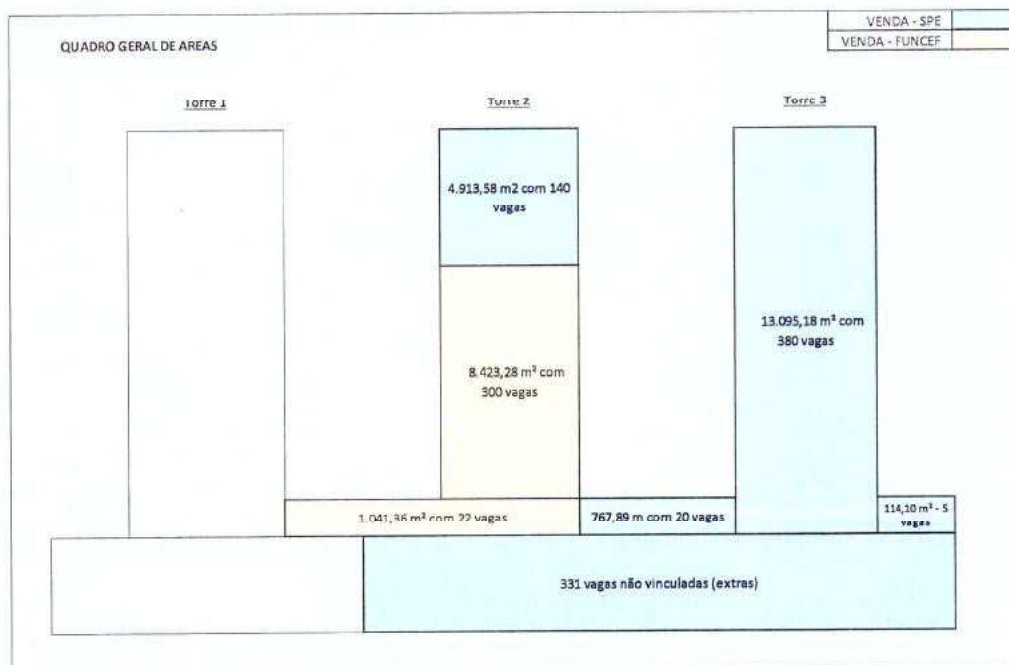 VENDA - SPE
VENDA - FUNCEF
QUADRO GERAL DE AREAS
Torre 1
Torre 2
Torre 3
4.913,58 m2 com 140
vagas
13.095,18 m² com
380 vagas
8.423,28 m² com
300 vagas
1.041,36 m² com 22 vagas
767,89 m com 20 vagas
114,10 m² - 5
vagas
331 vagas não vinculadas (extras)